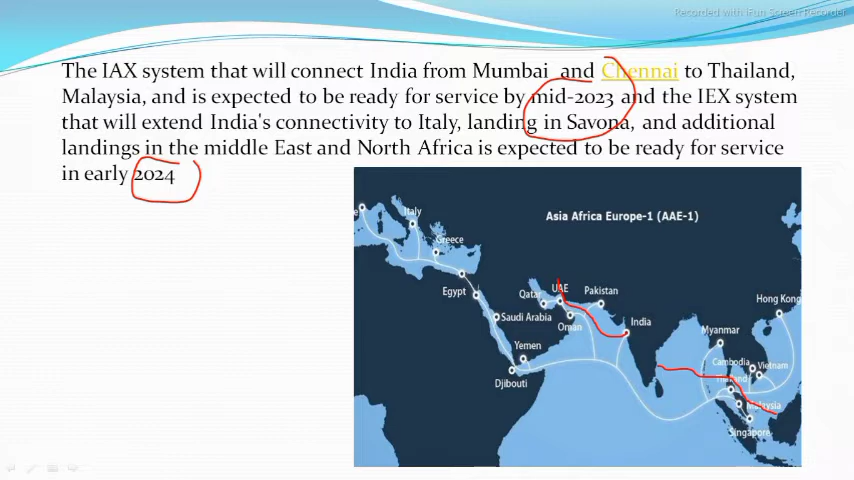 Recorded with iFun Screen Recorder
The IAX system that will connect India from Mumbai and Chennai to Thailand,
Malaysia, and is expected to be ready for service by mid-2023 and the IEX system
that will extend India's connectivity to Italy, landing in Savona, and additional
landings in the middle East and North Africa is expected to be ready for service
in early 2024
Asia Africa Europe-1 (AAE-1)
Italy
Greece
Egypt
Qatar
UAE
Pakistan
Saudi Arabia
Oman
India
Hong Kong
Myanmar
Yemen
Cambodia
Vietnam
Djibouti
Thailand
Malaysia
Singapore